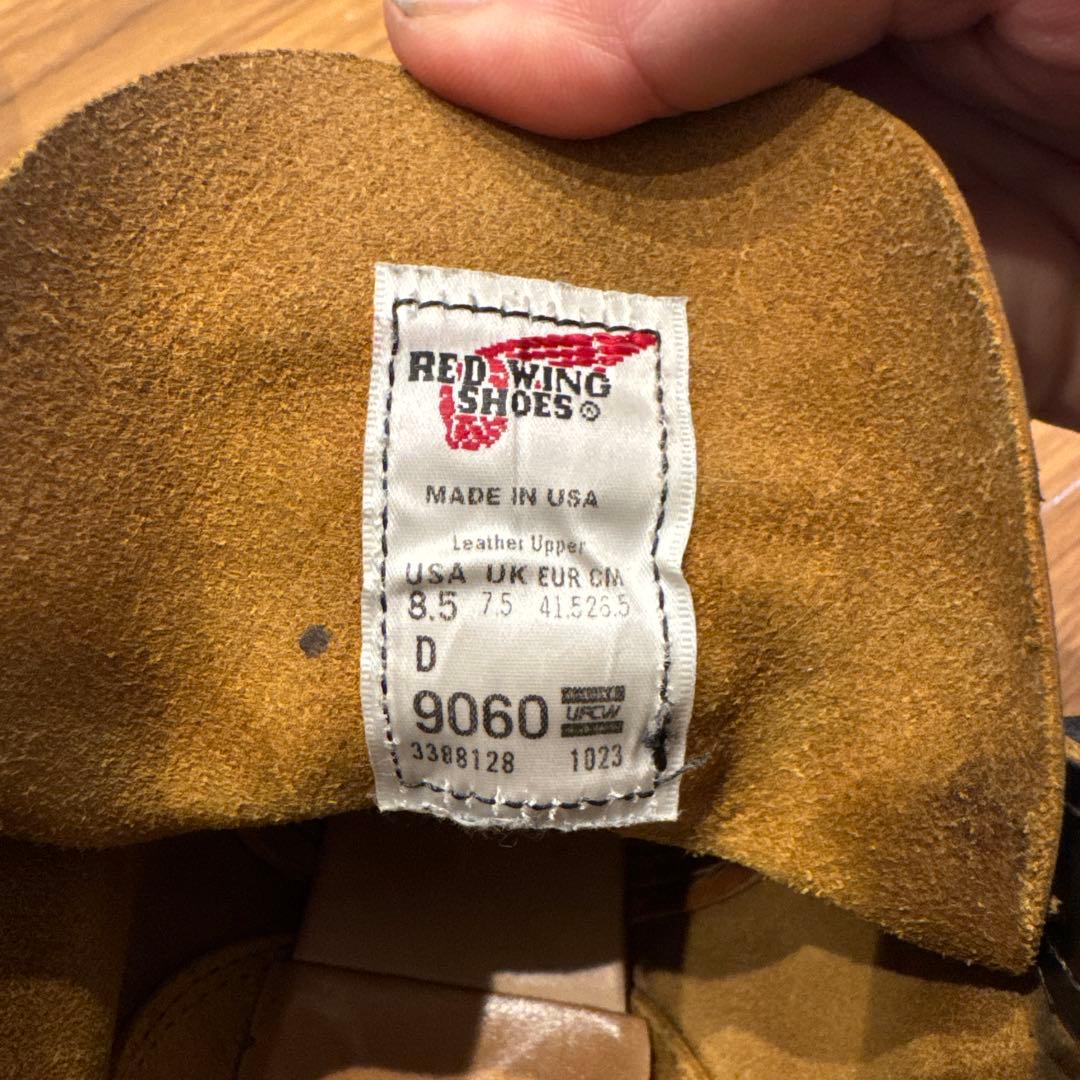 RED WING
SHOES®
MADE IN USA
Leather Upper
USA UK EUR CM
8.5 7.5 41.5 26.5
D
9060 UFCW
3388128 1023